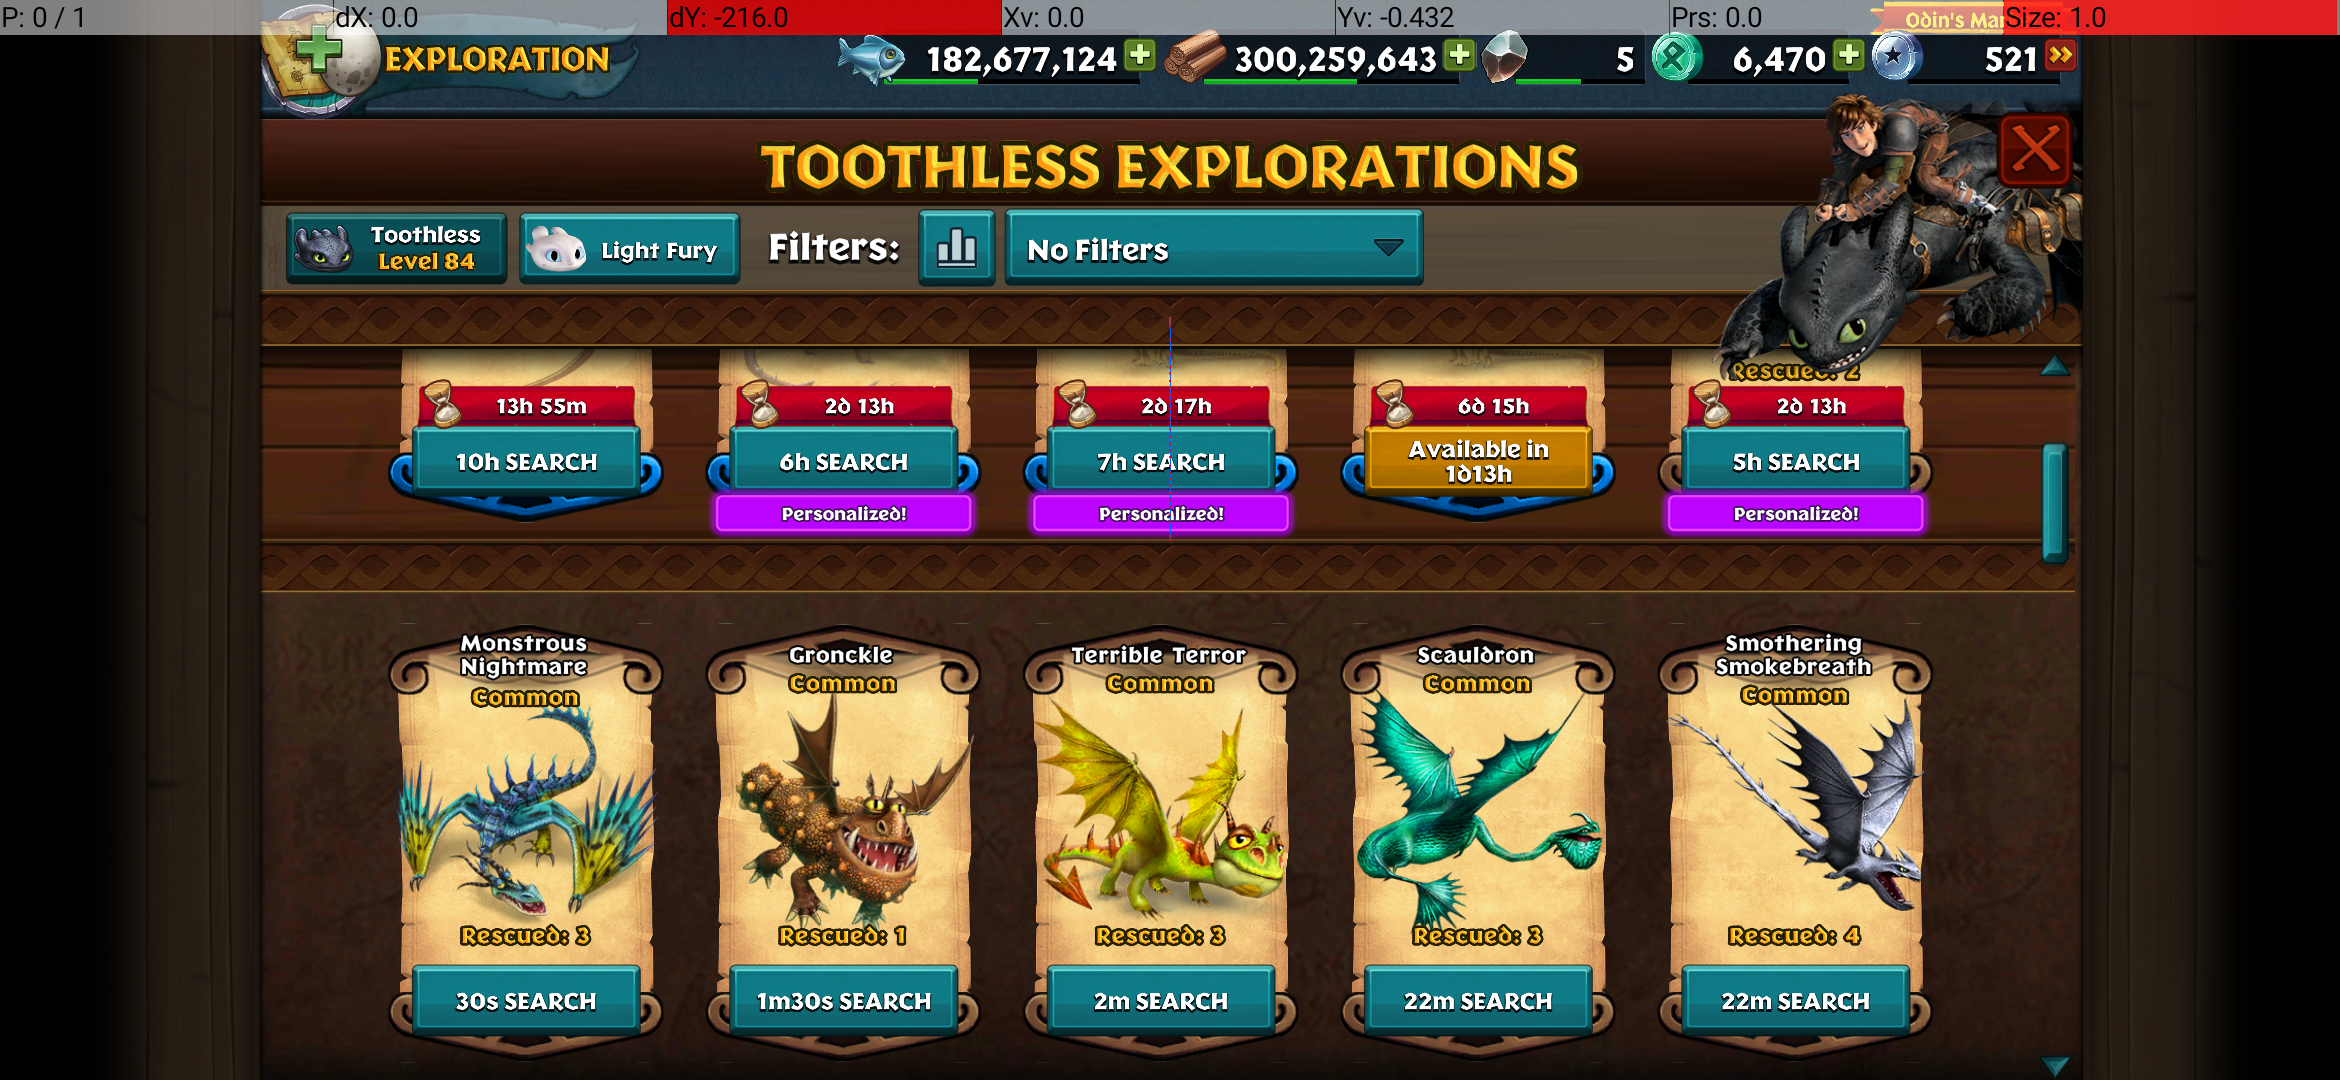 P: 0 / 1
dX: 0.0
dY: -216.0
Xv: 0.0
Yv: -0.432
Prs: 0.0
Size: 1.0
Odin's Mar
EXPLORATION
182,677,124
300,259,643
5
6,470
521
TOOTHLESS EXPLORATIONS
Toothless
Level 84
Light Fury
Filters:
No Filters
Rescued: 2
13h 55m
2d 13h
2d 17h
6d 15h
2d 13h
10h SEARCH
6h SEARCH
7h SEARCH
Available in
1d13h
5h SEARCH
Personalized!
Personalized!
Personalized!
Monstrous
Nightmare
Common
Gronckle
Common
Terrible Terror
Common
Scauldron
Common
Smothering
Smokebreath
Common
Rescued: 3
Rescued: 1
Rescued: 3
Rescued: 3
Rescued: 4
30s SEARCH
1m30s SEARCH
2m SEARCH
22m SEARCH
22m SEARCH